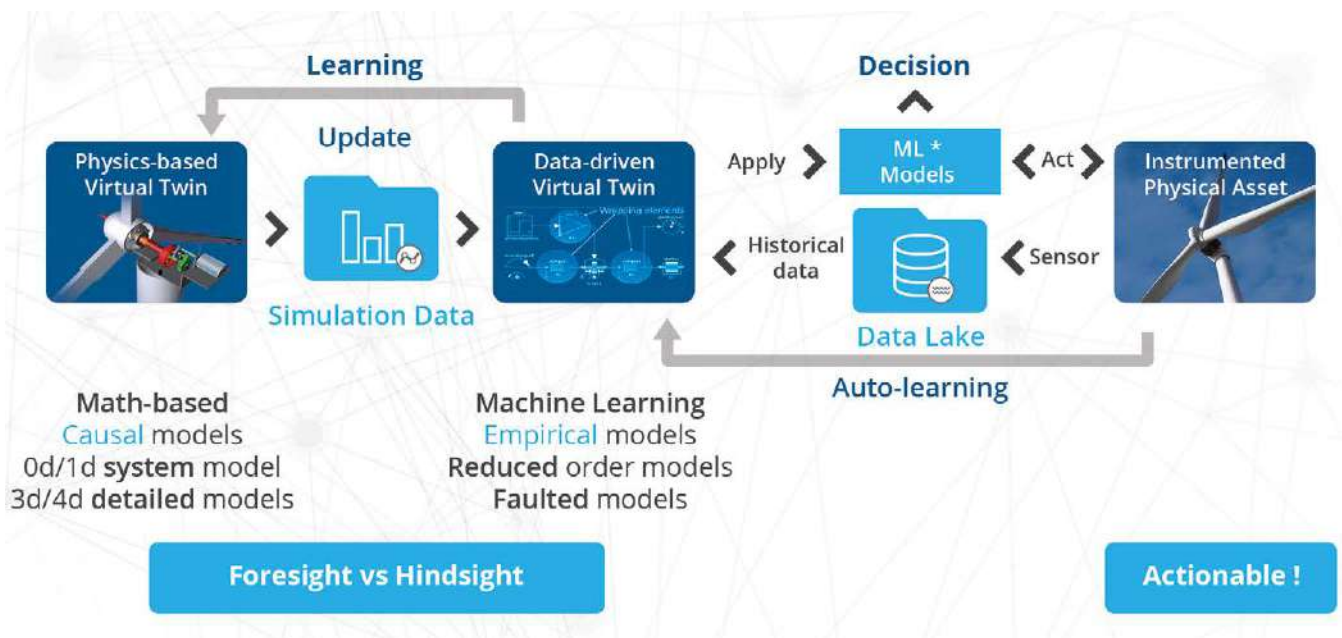 Learning
Decision
Update
Physics-based
Virtual Twin
Data-driven
Virtual Twin
Apply
ML *
Models
Act
Instrumented
Physical Asset
Historical
data
Sensor
Simulation Data
Data Lake
Auto-learning
Math-based
Causal models
0d/1d system model
3d/4d detailed models
Machine Learning
Empirical models
Reduced order models
Faulted models
Foresight vs Hindsight
Actionable !